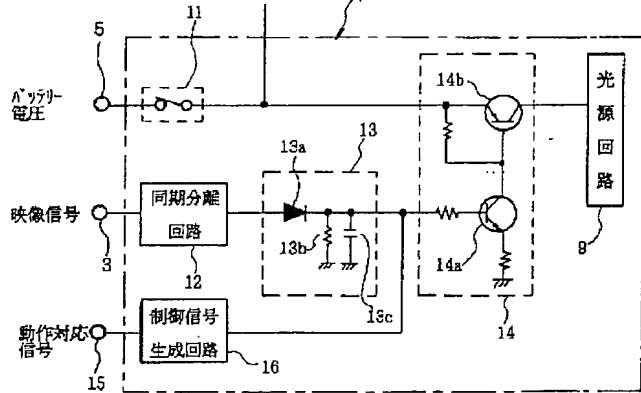 5
11
バッテリー
電圧
14b
光
源
回
路
13
13a
映像信号
同期分離
回路
3
12
13b
13c
14a
8
動作対応
信号
制御信号
生成回路
15
16
14